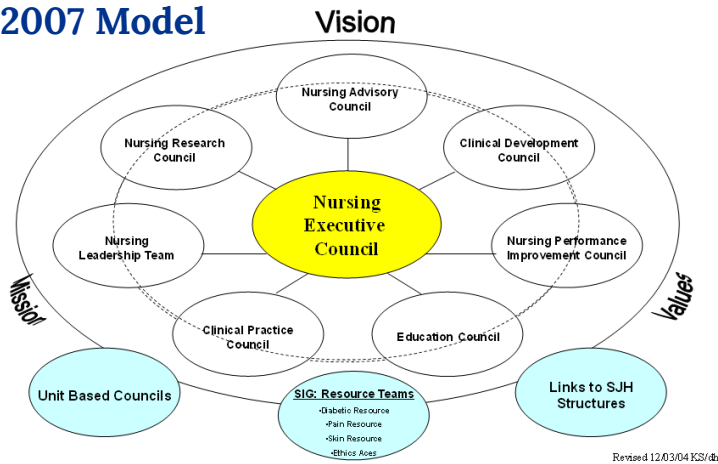 2007 Model
Vision
Nursing Advisory
Council
Nursing Research
Council
Clinical Development
Council
Nursing
Executive
Council
Nursing
Leadership Team
Nursing Performance
Improvement Council
Mission
Values
Clinical Practice
Council
Education Council
Unit Based Councils
SIG: Resource Teams
•Diabetic Resource
•Pain Resource
•Skin Resource
•Ethics Aces
Links to SJH
Structures
Revised 12/03/04 KS/dh